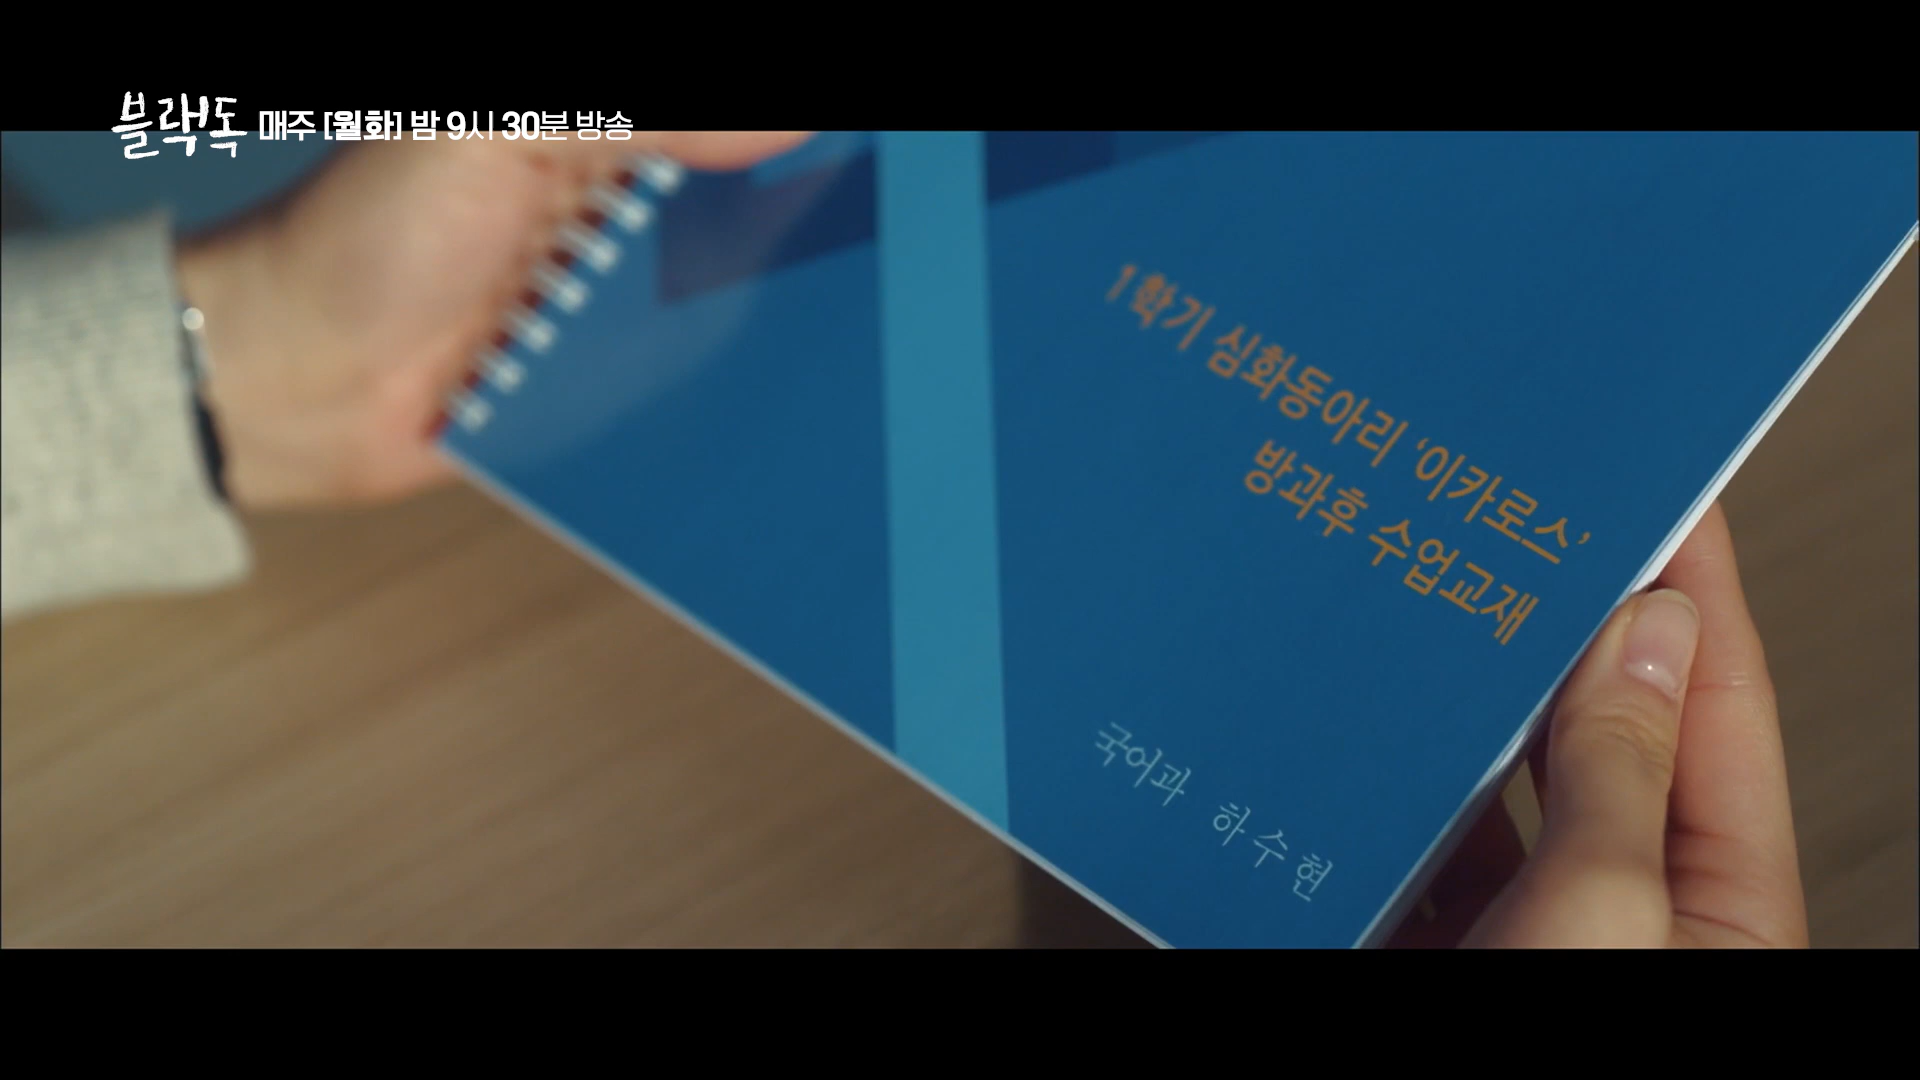 블랙독 매주 [월화] 밤 9시 30분 방송
1학기 심화동아리 ‘이카로스’
방과후 수업교재
국어과 하수현